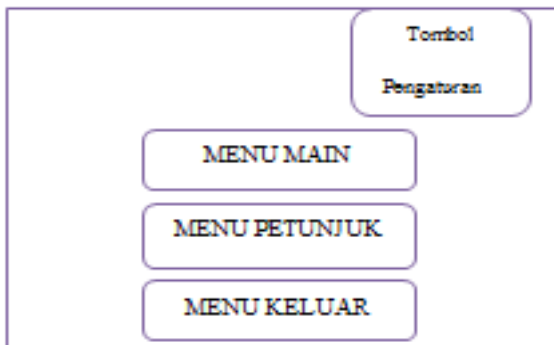 Tombol
Pengaturan
MENU MAIN
MENU PETUNJUK
MENU KELUAR